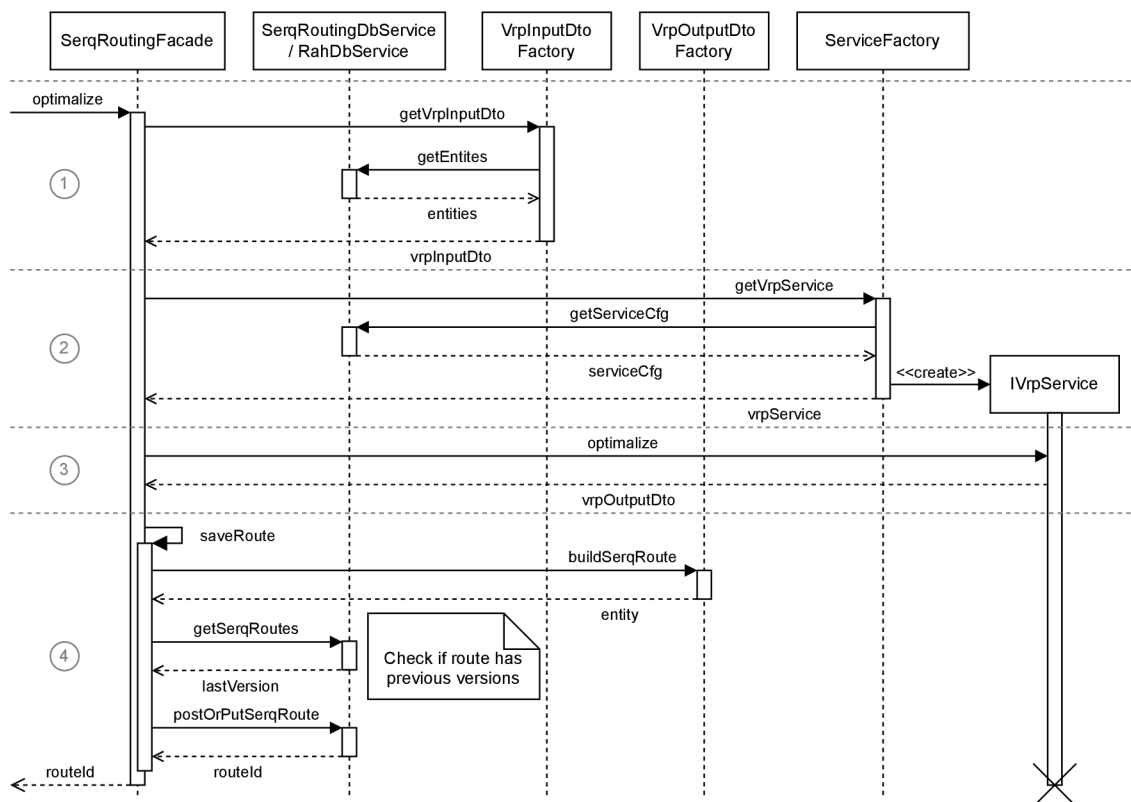 SerqRoutingFacade
SerqRoutingDbService
/ RahDbService
VrpInputDto
Factory
VrpOutputDto
Factory
ServiceFactory
optimalize
getVrpInputDto
getEntites
1
entities
vrpInputDto
getVrpService
getServiceCfg
2
serviceCfg
<<create>>
IVrpService
vrpService
optimalize
3
vrpOutputDto
saveRoute
buildSerqRoute
entity
getSerqRoutes
4
Check if route has
previous versions
lastVersion
postOrPutSerqRoute
routeId
routeId